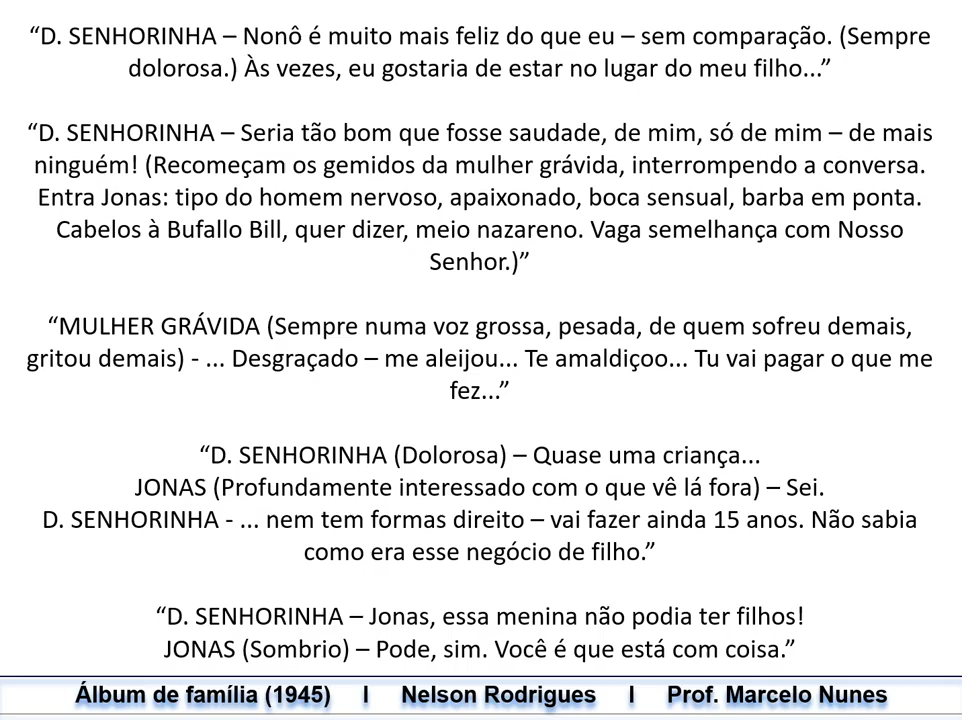 “D. SENHORINHA – Nonô é muito mais feliz do que eu – sem comparação. (Sempre
dolorosa.) Às vezes, eu gostaria de estar no lugar do meu filho...”
“D. SENHORINHA – Seria tão bom que fosse saudade, de mim, só de mim – de mais
ninguém! (Recomeçam os gemidos da mulher grávida, interrompendo a conversa.
Entra Jonas: tipo do homem nervoso, apaixonado, boca sensual, barba em ponta.
Cabelos à Bufallo Bill, quer dizer, meio nazareno. Vaga semelhança com Nosso
Senhor.)”
“MULHER GRÁVIDA (Sempre numa voz grossa, pesada, de quem sofreu demais,
gritou demais) - ... Desgraçado – me aleijou... Te amaldiçoo... Tu vai pagar o que me
fez...”
“D. SENHORINHA (Dolorosa) – Quase uma criança...
JONAS (Profundamente interessado com o que vê lá fora) – Sei.
D. SENHORINHA - ... nem tem formas direito – vai fazer ainda 15 anos. Não sabia
como era esse negócio de filho.”
“D. SENHORINHA – Jonas, essa menina não podia ter filhos!
JONAS (Sombrio) – Pode, sim. Você é que está com coisa.”
Álbum de família (1945) I Nelson Rodrigues I Prof. Marcelo Nunes